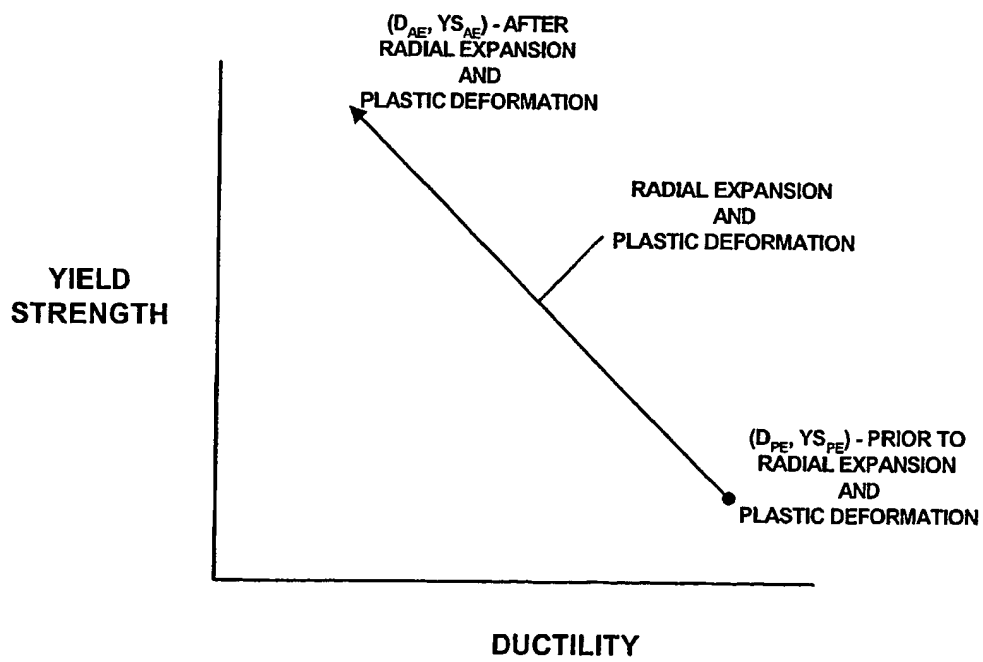 (D_AE, YS_AE) - AFTER
RADIAL EXPANSION
AND
PLASTIC DEFORMATION
RADIAL EXPANSION
AND
PLASTIC DEFORMATION
YIELD
STRENGTH
(D_PE, YS_PE) - PRIOR TO
RADIAL EXPANSION
AND
PLASTIC DEFORMATION
DUCTILITY